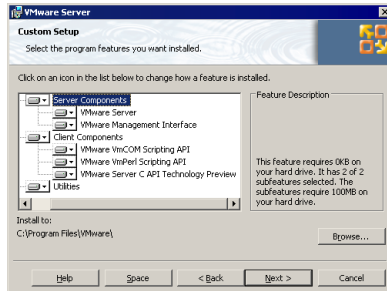 VMware Server
Custom Setup
Select the program features you want installed.
Click on an icon in the list below to change how a feature is installed.
Server Components
VMware Server
VMware Management Interface
Client Components
VMware VmCOM Scripting API
VMware VmPerl Scripting API
VMware Server C API Technology Preview
Utilities
Feature Description
This feature requires 0KB on
your hard drive. It has 2 of 2
subfeatures selected. The
subfeatures require 100MB on
your hard drive.
Install to:
C:\Program Files\VMware\
Browse...
Help
Space
< Back
Next >
Cancel